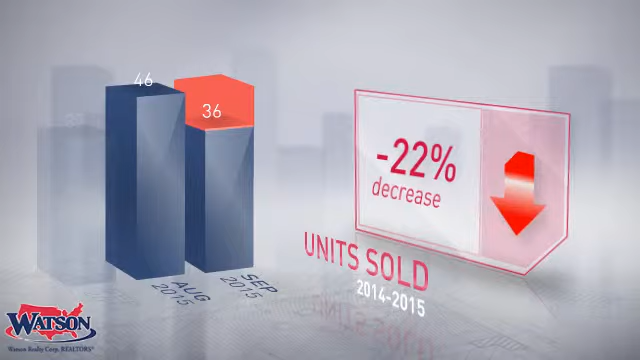 46
36
AUG
2015
SEP
2015
-22%
decrease
UNITS SOLD
2014-2015
WATSON
Watson Realty Corp. REALTORS®